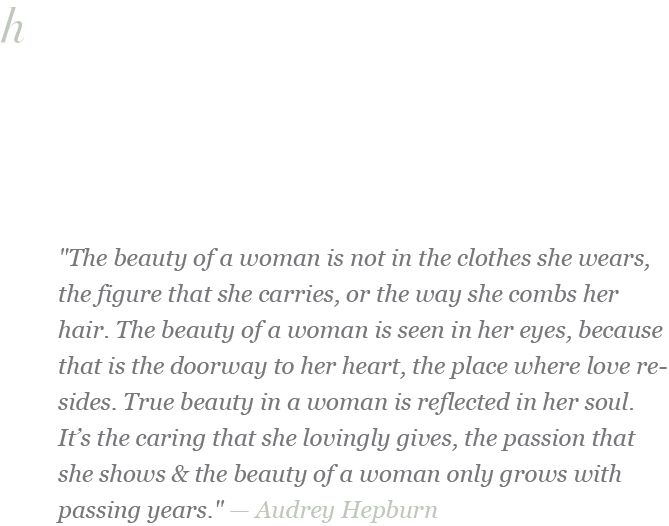 h
"The beauty of a woman is not in the clothes she wears,
the figure that she carries, or the way she combs her
hair. The beauty of a woman is seen in her eyes, because
that is the doorway to her heart, the place where love re-
sides. True beauty in a woman is reflected in her soul.
It’s the caring that she lovingly gives, the passion that
she shows & the beauty of a woman only grows with
passing years." — Audrey Hepburn